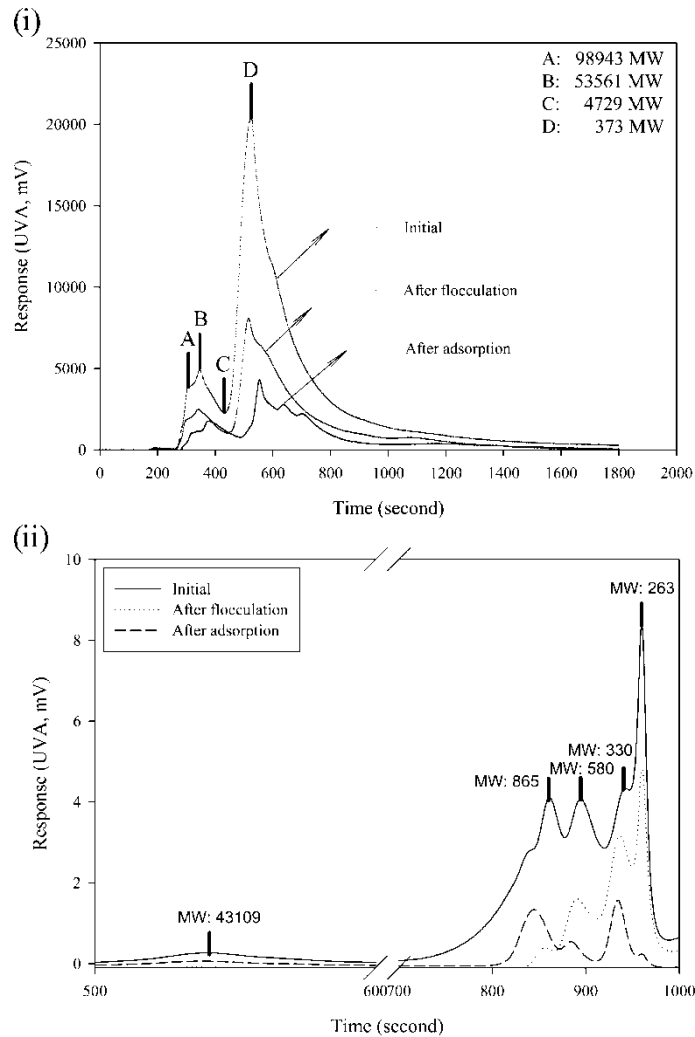 (i)
25000
20000
15000
10000
5000
0
Response (UVA, mV)
A: 98943 MW
B: 53561 MW
C: 4729 MW
D: 373 MW
D
B
A
C
Initial
After flocculation
After adsorption
0 200 400 600 800 1000 1200 1400 1600 1800 2000
Time (second)
(ii)
10
8
6
4
2
0
Response (UVA, mV)
Initial
After flocculation
After adsorption
MW: 263
MW: 330
MW: 580
MW: 865
MW: 43109
500 600 700 800 900 1000
Time (second)